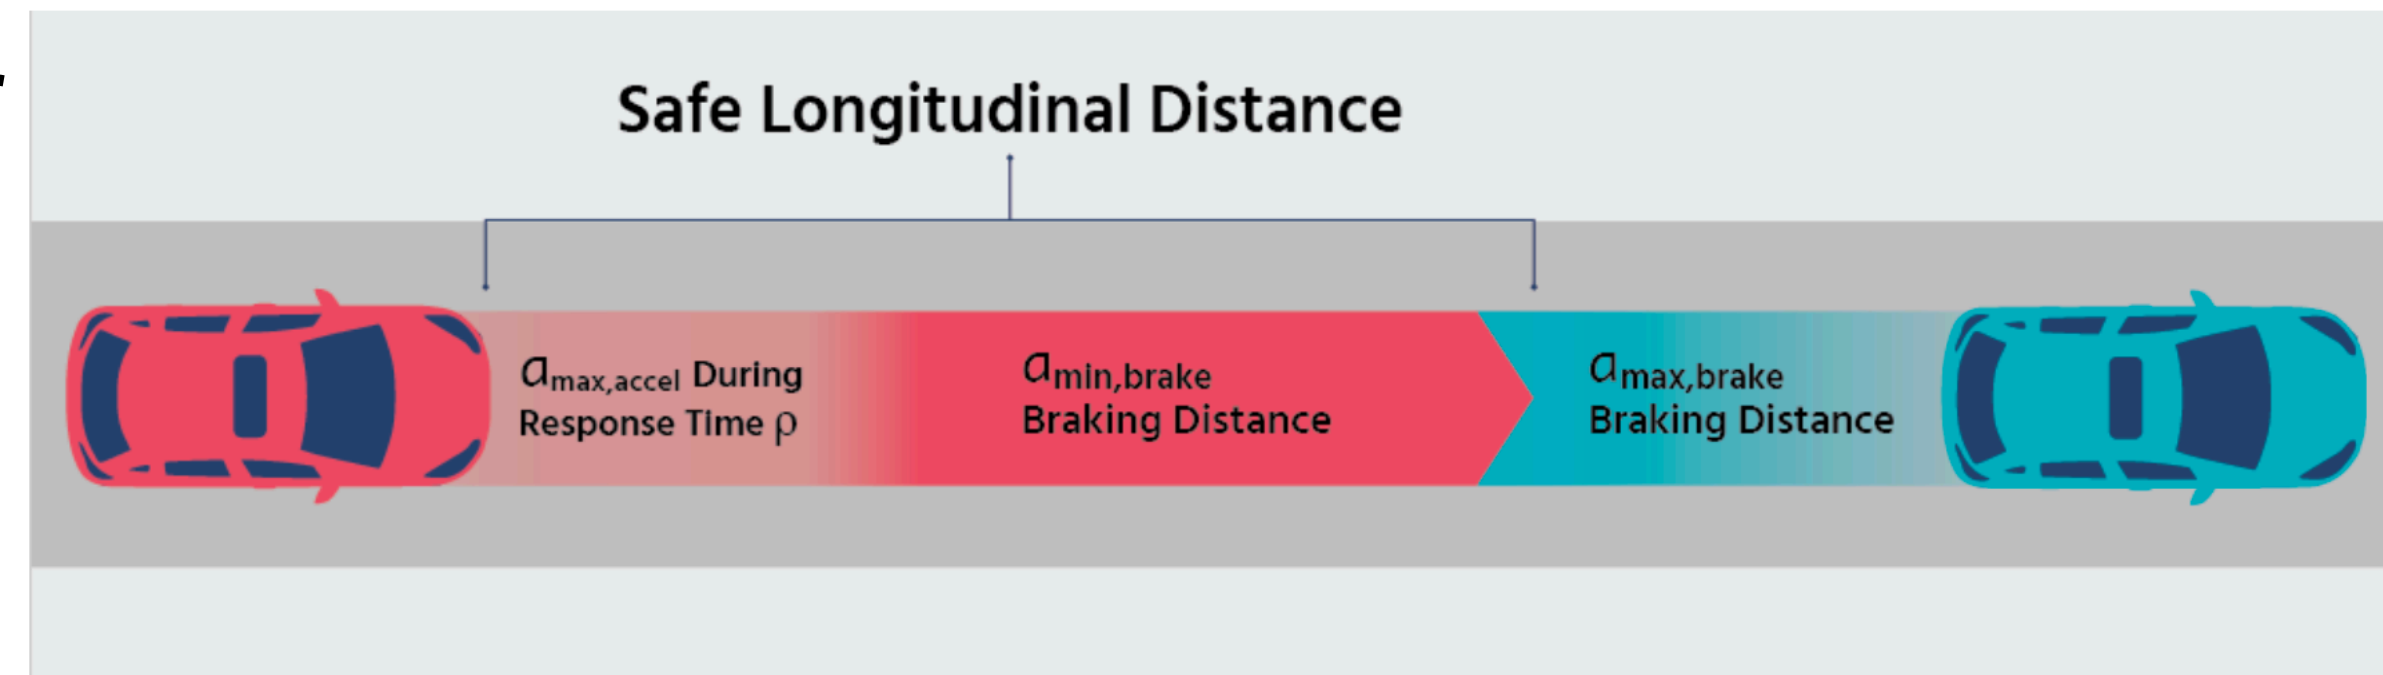 Safe Longitudinal Distance
amax,accel During
Response Time ρ
amin,brake
Braking Distance
amax,brake
Braking Distance